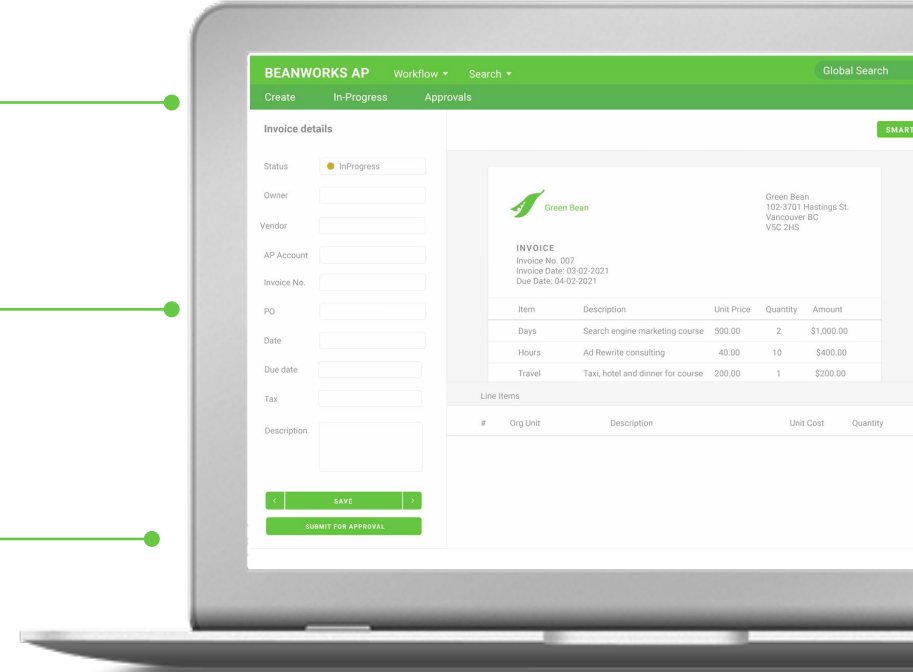 BEANWORKS AP Workflow Search Global Search
Create In-Progress Approvals
Invoice details
SMART
Status InProgress
Owner
Vendor
AP Account
Invoice No.
PO
Date
Due date
Tax
Description
SAVE
SUBMIT FOR APPROVAL
Green Bean
Green Bean
102-3701 Hastings St.
Vancouver BC
V5C 2HS
INVOICE
Invoice No. 007
Invoice Date: 03-02-2021
Due Date: 04-02-2021
Item Description Unit Price Quantity Amount
Days Search engine marketing course 500.00 2 $1,000.00
Hours Ad Rewrite consulting 40.00 10 $400.00
Travel Taxi, hotel and dinner for course 200.00 1 $200.00
Line Items
# Org Unit Description Unit Cost Quantity